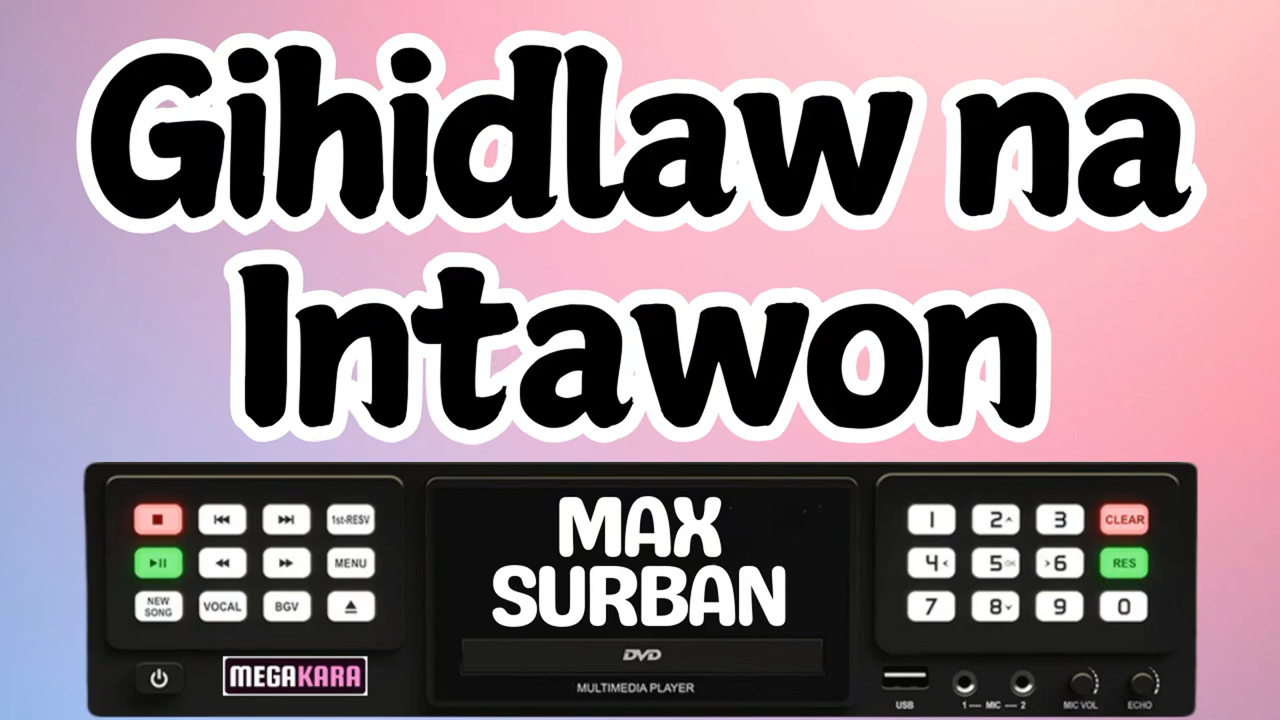 Gihidlaw na
Intawon
MAX
SURBAN
1st-RESV
MENU
NEW
SONG
VOCAL
BGV
MEGAKARA
DVD
MULTIMEDIA PLAYER
1 2 3 CLEAR
4 5 OK 6 RES
7 8 9 0
USB
1 MIC 2
MIC VOL
ECHO